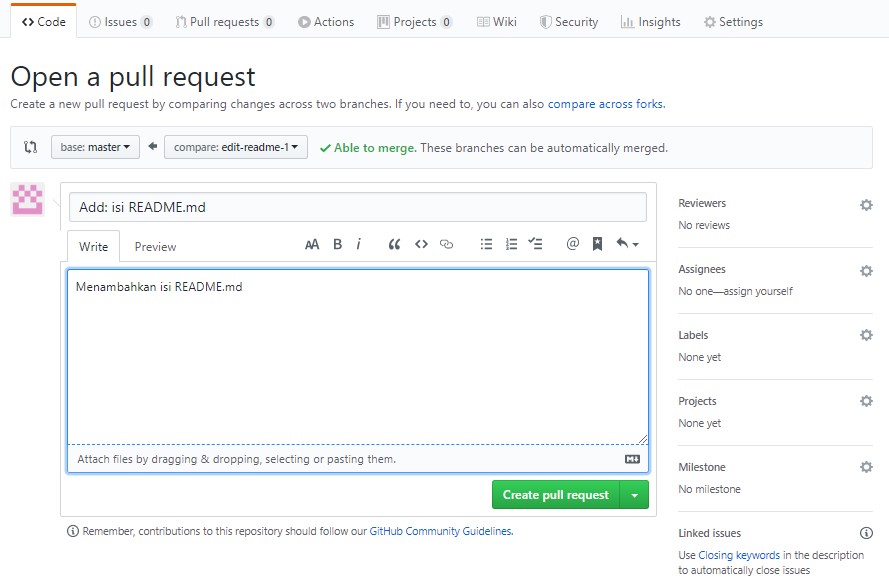 Code Issues 0 Pull requests 0 Actions Projects 0 Wiki Security Insights Settings
Open a pull request
Create a new pull request by comparing changes across two branches. If you need to, you can also compare across forks.
base: master compare: edit-readme-1 Able to merge. These branches can be automatically merged.
Add: isi README.md
Write Preview AA B i @
Menambahkan isi README.md
Attach files by dragging & dropping, selecting or pasting them.
Create pull request
Remember, contributions to this repository should follow our GitHub Community Guidelines.
Reviewers
No reviews
Assignees
No one—assign yourself
Labels
None yet
Projects
None yet
Milestone
No milestone
Linked issues
Use Closing keywords in the description
to automatically close issues